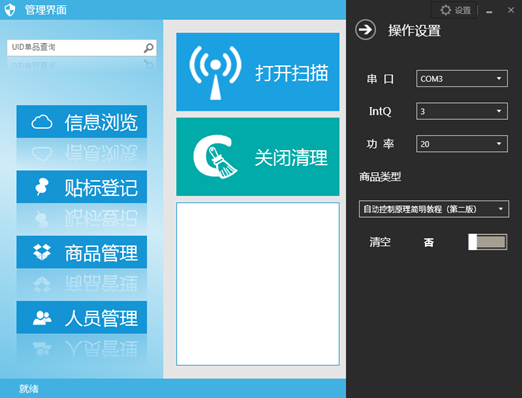 管理界面
设置
UID单品查询
信息浏览
贴标登记
商品管理
人员管理
打开扫描
关闭清理
操作设置
串 口
COM3
IntQ
3
功 率
20
商品类型
自动控制原理简明教程（第二版）
清空
否
就绪